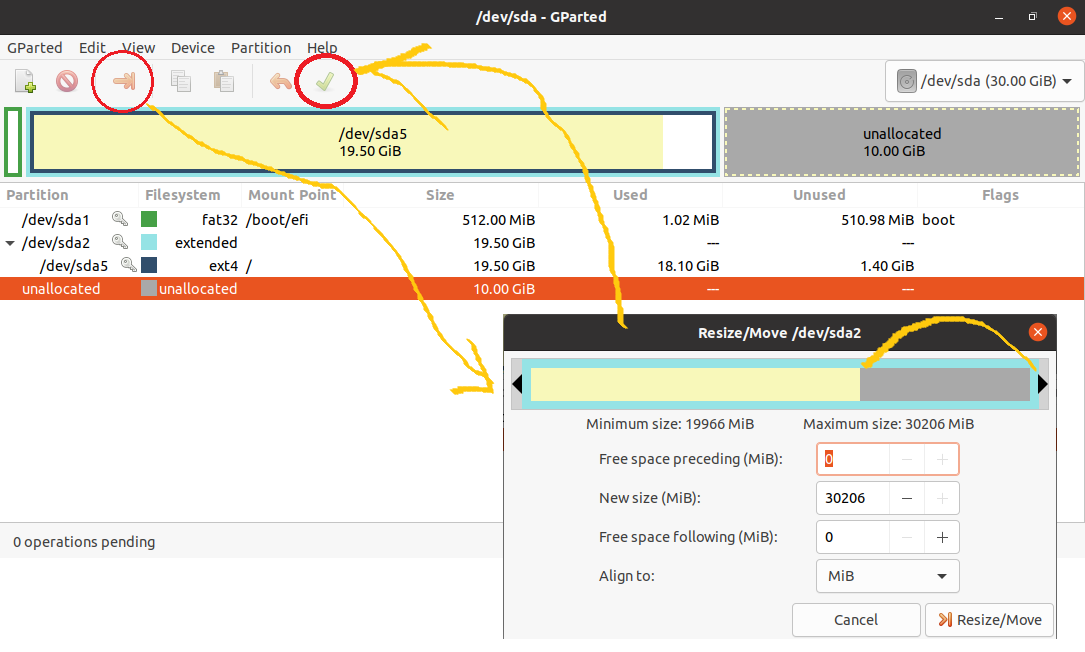 /dev/sda - GParted
GParted Edit View Device Partition Help
/dev/sda (30.00 GiB)
/dev/sda5
19.50 GiB
unallocated
10.00 GiB
Partition Filesystem Mount Point Size Used Unused Flags
/dev/sda1 fat32 /boot/efi 512.00 MiB 1.02 MiB 510.98 MiB boot
/dev/sda2 extended 19.50 GiB --- ---
/dev/sda5 ext4 / 19.50 GiB 18.10 GiB 1.40 GiB
unallocated unallocated 10.00 GiB --- ---
Resize/Move /dev/sda2
Minimum size: 19966 MiB Maximum size: 30206 MiB
Free space preceding (MiB): 0
New size (MiB): 30206
Free space following (MiB): 0
Align to: MiB
Cancel Resize/Move
0 operations pending